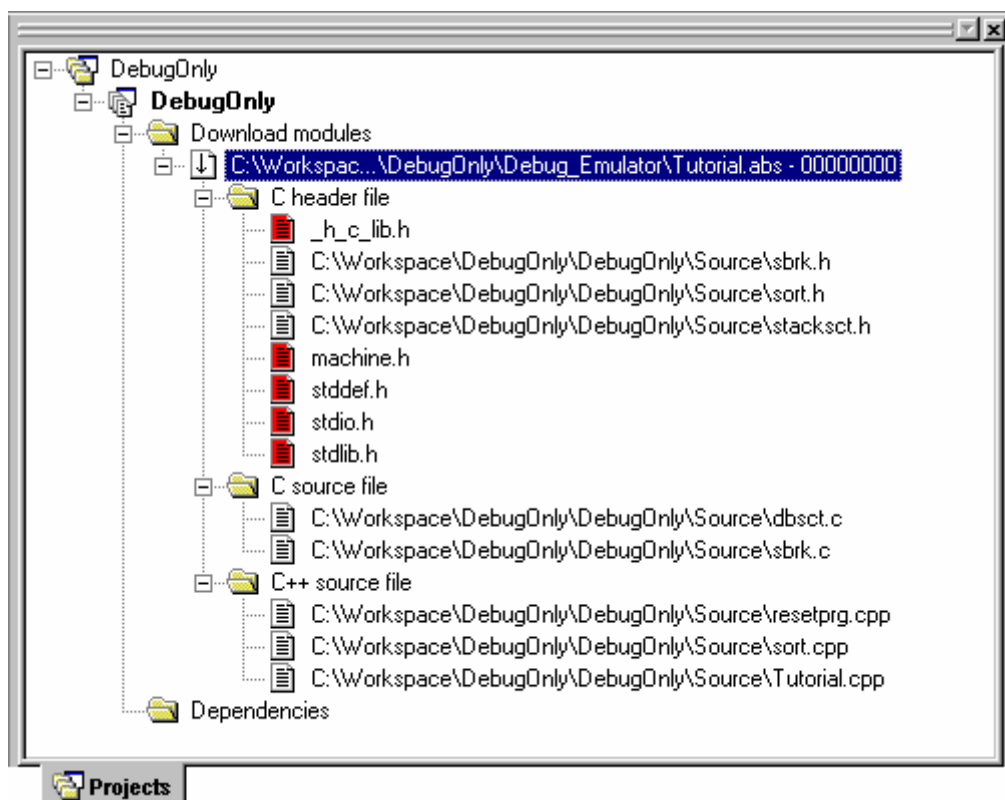 DebugOnly
DebugOnly
Download modules
C:\Workspac...\DebugOnly\Debug_Emulator\Tutorial.abs - 00000000
C header file
_h_c_lib.h
C:\Workspace\DebugOnly\DebugOnly\Source\sbrk.h
C:\Workspace\DebugOnly\DebugOnly\Source\sort.h
C:\Workspace\DebugOnly\DebugOnly\Source\stacksct.h
machine.h
stddef.h
stdio.h
stdlib.h
C source file
C:\Workspace\DebugOnly\DebugOnly\Source\dbsct.c
C:\Workspace\DebugOnly\DebugOnly\Source\sbrk.c
C++ source file
C:\Workspace\DebugOnly\DebugOnly\Source\resetprg.cpp
C:\Workspace\DebugOnly\DebugOnly\Source\sort.cpp
C:\Workspace\DebugOnly\DebugOnly\Source\Tutorial.cpp
Dependencies
Projects